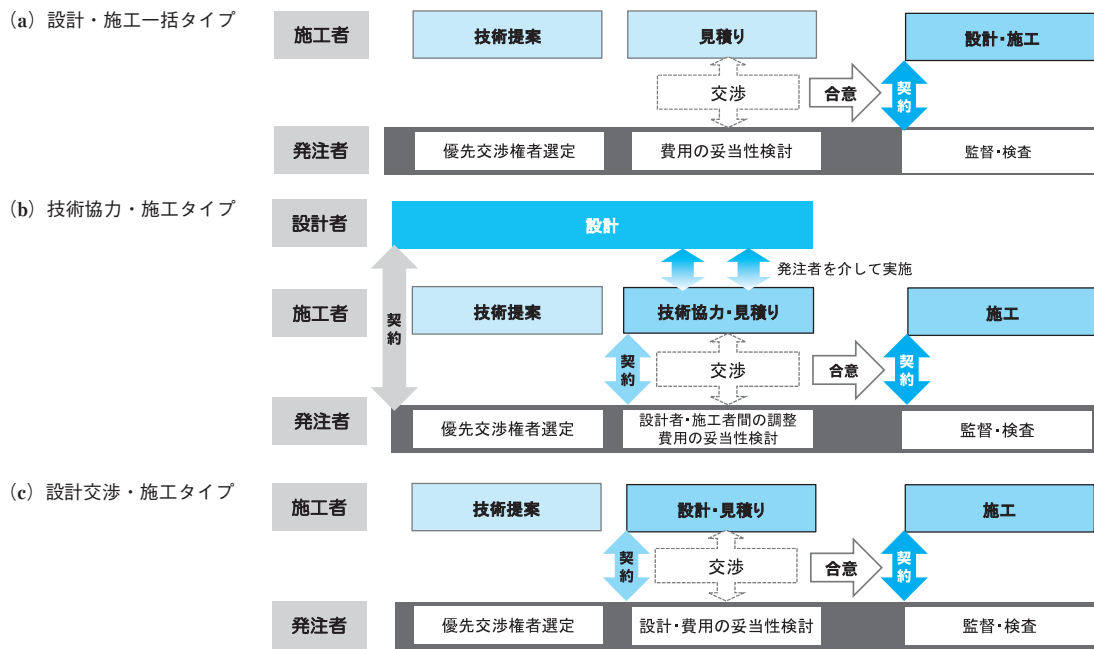 (a) 設計・施工一括タイプ
施工者
技術提案
見積り
設計・施工
交渉
合意
契約
発注者
優先交渉権者選定
費用の妥当性検討
監督・検査
(b) 技術協力・施工タイプ
設計者
設計
発注者を介して実施
契約
施工者
技術提案
技術協力・見積り
施工
契約
交渉
合意
契約
発注者
優先交渉権者選定
設計者・施工者間の調整
費用の妥当性検討
監督・検査
(c) 設計交渉・施工タイプ
施工者
技術提案
設計・見積り
施工
契約
交渉
合意
契約
発注者
優先交渉権者選定
設計・費用の妥当性検討
監督・検査